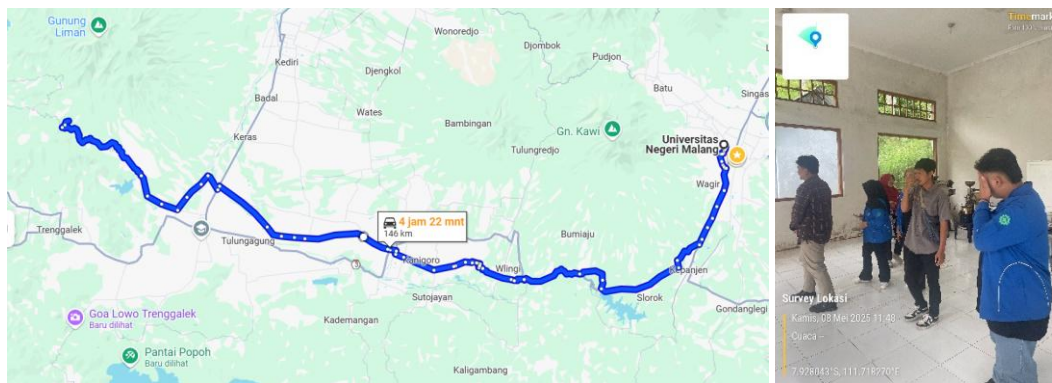 Gunung
Liman
Wonoredjo
Djombok
Pudjon
Kediri
Djengkol
Batu
Singas
Badal
Wates
Bambingan
Gn. Kawi
Keras
Universitas
Negeri Malang
Tulungredjo
Wagir
4 jam 22 mnt
146 km
Trenggalek
Tulungagung
Bumiaju
Wlingi
Kepanjen
Sutojayan
Slorok
Gondanglegi
Goa Lowo Trenggalek
Baru dilihat
Kademangan
Pantai Popoh
Baru dilihat
Kaligambang
Timemark
Survey Lokasi
Kamis, 08 Mei 2025 11.48
Cuaca --
7.928043°S, 111.718270°E